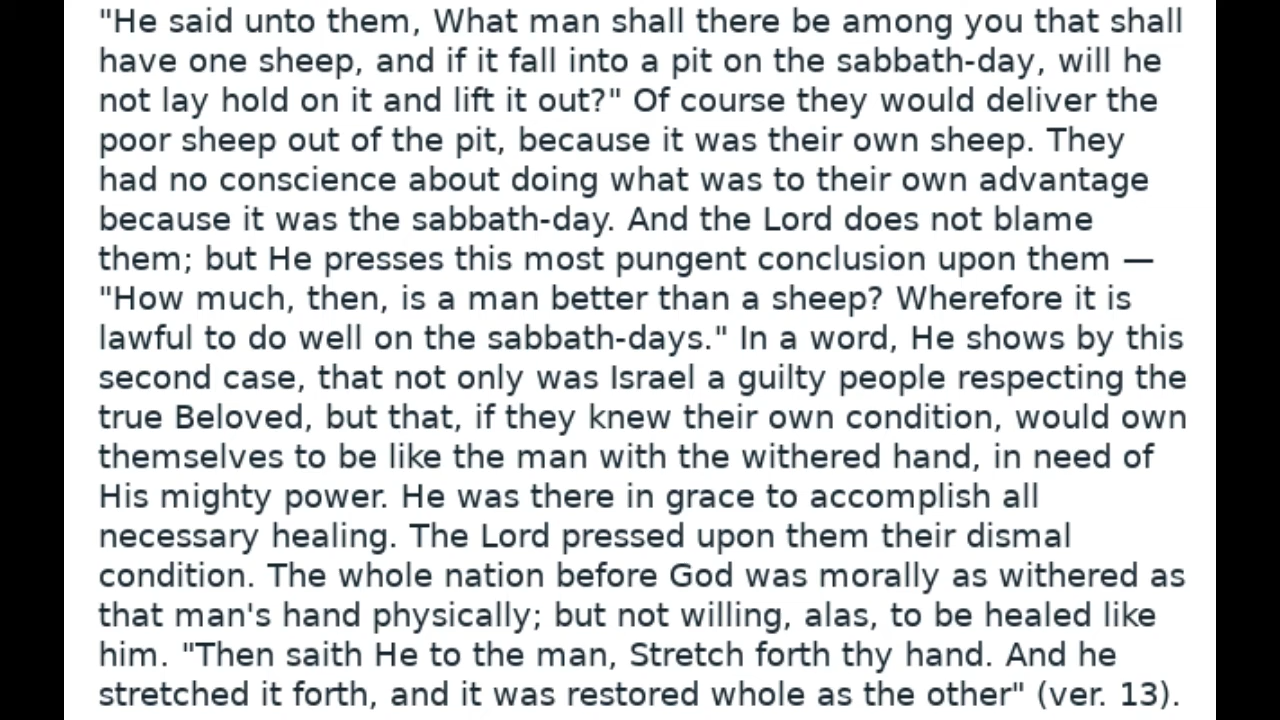 "He said unto them, What man shall there be among you that shall
have one sheep, and if it fall into a pit on the sabbath-day, will he
not lay hold on it and lift it out?" Of course they would deliver the
poor sheep out of the pit, because it was their own sheep. They
had no conscience about doing what was to their own advantage
because it was the sabbath-day. And the Lord does not blame
them; but He presses this most pungent conclusion upon them —
"How much, then, is a man better than a sheep? Wherefore it is
lawful to do well on the sabbath-days." In a word, He shows by this
second case, that not only was Israel a guilty people respecting the
true Beloved, but that, if they knew their own condition, would own
themselves to be like the man with the withered hand, in need of
His mighty power. He was there in grace to accomplish all
necessary healing. The Lord pressed upon them their dismal
condition. The whole nation before God was morally as withered as
that man's hand physically; but not willing, alas, to be healed like
him. "Then saith He to the man, Stretch forth thy hand. And he
stretched it forth, and it was restored whole as the other" (ver. 13).